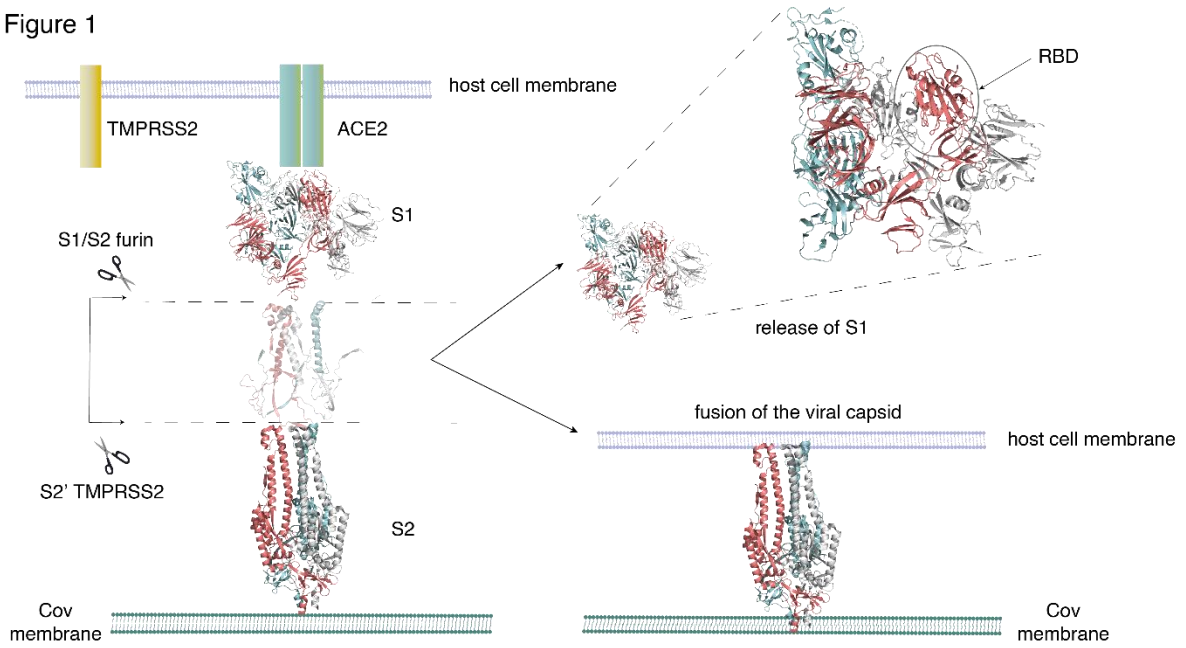 Figure 1
host cell membrane
TMPRSS2
ACE2
S1
S1/S2 furin
S2' TMPRSS2
S2
Cov
membrane
RBD
release of S1
fusion of the viral capsid
host cell membrane
Cov
membrane